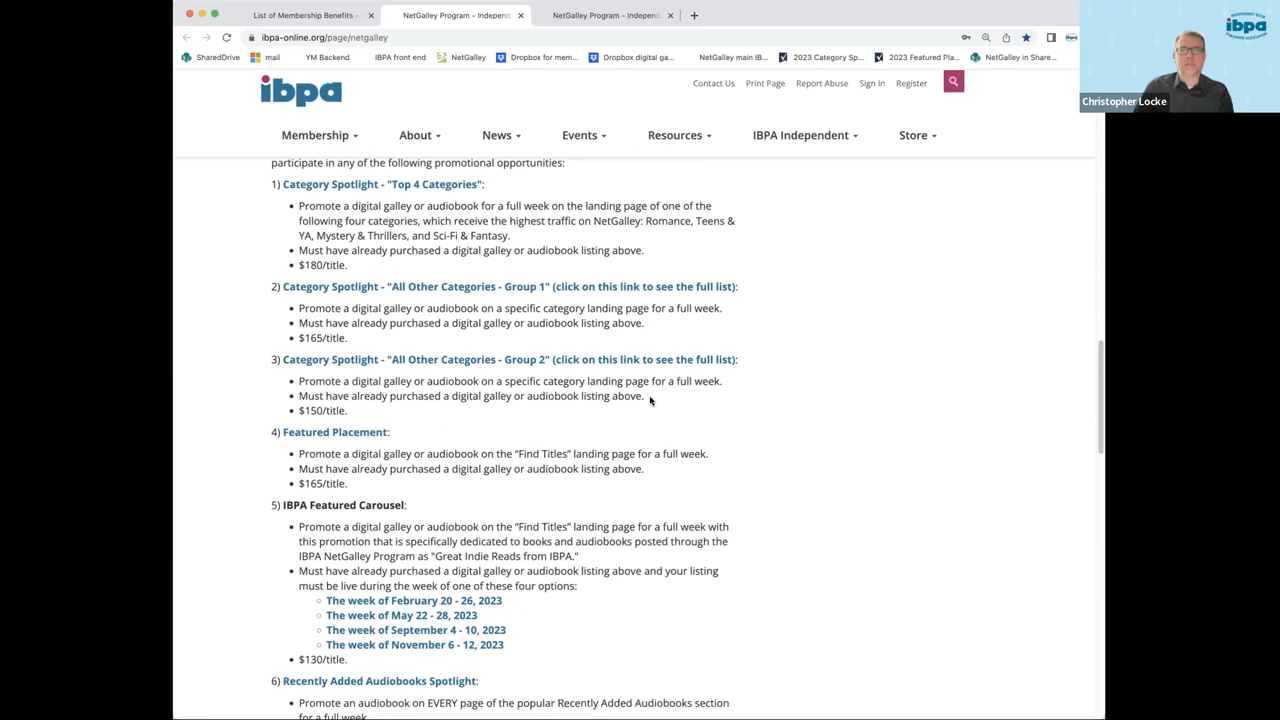 List of Membership Benefits -
NetGalley Program - Independ
NetGalley Program - Independ
ibpa-online.org/page/netgalley
SharedDrive
mail
YM Backend
IBPA front end
NetGalley
Dropbox for mem...
Dropbox digital ga...
NetGalley main IB...
2023 Category Sp...
2023 Featured Pla...
NetGalley in Share...
ibpa
Christopher Locke
ibpa
Contact Us
Print Page
Report Abuse
Sign In
Register
Membership
About
News
Events
Resources
IBPA Independent
Store
participate in any of the following promotional opportunities:
1) Category Spotlight - "Top 4 Categories":
• Promote a digital galley or audiobook for a full week on the landing page of one of the
following four categories, which receive the highest traffic on NetGalley: Romance, Teens &
YA, Mystery & Thrillers, and Sci-Fi & Fantasy.
• Must have already purchased a digital galley or audiobook listing above.
• $180/title.
2) Category Spotlight - "All Other Categories - Group 1" (click on this link to see the full list):
• Promote a digital galley or audiobook on a specific category landing page for a full week.
• Must have already purchased a digital galley or audiobook listing above.
• $165/title.
3) Category Spotlight - "All Other Categories - Group 2" (click on this link to see the full list):
• Promote a digital galley or audiobook on a specific category landing page for a full week.
• Must have already purchased a digital galley or audiobook listing above.
• $150/title.
4) Featured Placement:
• Promote a digital galley or audiobook on the “Find Titles” landing page for a full week.
• Must have already purchased a digital galley or audiobook listing above.
• $165/title.
5) IBPA Featured Carousel:
• Promote a digital galley or audiobook on the “Find Titles” landing page for a full week with
this promotion that is specifically dedicated to books and audiobooks posted through the
IBPA NetGalley Program as "Great Indie Reads from IBPA."
• Must have already purchased a digital galley or audiobook listing above and your listing
must be live during the week of one of these four options:
◦ The week of February 20 - 26, 2023
◦ The week of May 22 - 28, 2023
◦ The week of September 4 - 10, 2023
◦ The week of November 6 - 12, 2023
• $130/title.
6) Recently Added Audiobooks Spotlight:
• Promote an audiobook on EVERY page of the popular Recently Added Audiobooks section
for a full week